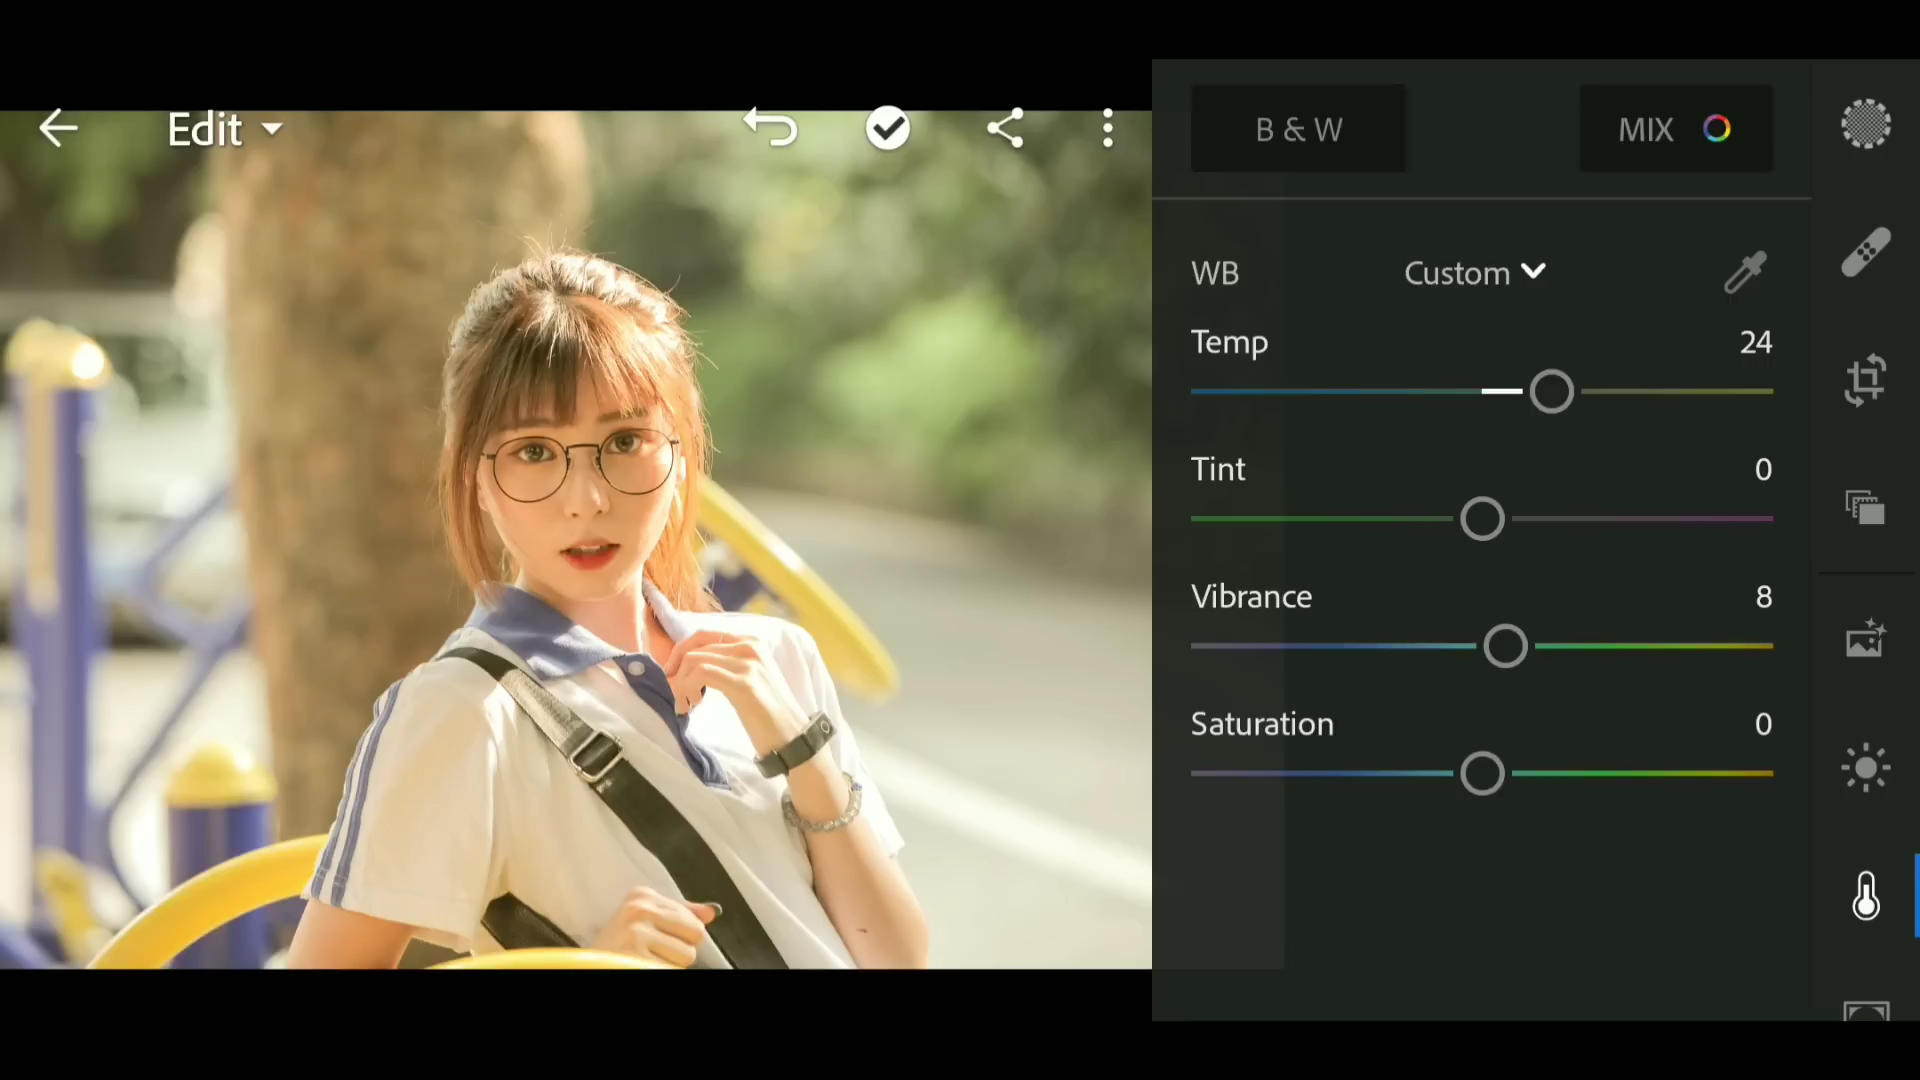 Edit
B & W
MIX
WB
Custom
Temp
24
Tint
0
Vibrance
8
Saturation
0